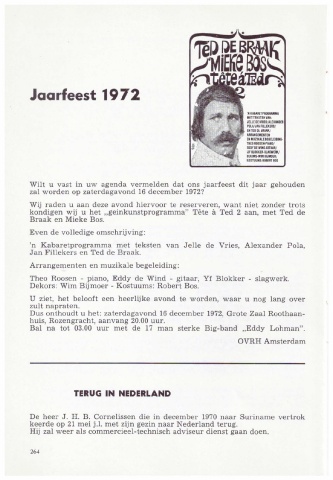 TED DE BRAAK
MIEKE BOS
tête à Ted
2
Jaarfeest 1972
Wilt u vast in uw agenda vermelden dat ons jaarfeest dit jaar gehouden
zal worden op zaterdagavond 16 december 1972?
Wij raden u aan deze avond hiervoor te reserveren, want niet zonder trots
kondigen wij u het „geinkunstprogramma” Tête à Ted 2 aan, met Ted de
Braak en Mieke Bos.
Even de volledige omschrijving:
'n Kabaretprogramma met teksten van Jelle de Vries, Alexander Pola,
Jan Fillekers en Ted de Braak.
Arrangementen en muzikale begeleiding:
Theo Roosen - piano, Eddy de Wind - gitaar, Yf Blokker - slagwerk.
Dekors: Wim Bijmoer - Kostuums: Robert Bos.
U ziet, het belooft een heerlijke avond te worden, waar u nog lang over
zult napraten.
Dus onthoudt u het: zaterdagavond 16 december 1972, Grote Zaal Roothaan-
huis, Rozengracht, aanvang 20.00 uur.
Bal na tot 03.00 uur met de 17 man sterke Big-band „Eddy Lohman”.
OVRH Amsterdam
TERUG IN NEDERLAND
De heer J. H. B. Cornelissen die in december 1970 naar Suriname vertrok
keerde op 21 mei j.l. met zijn gezin naar Nederland terug.
Hij zal weer als commercieel-technisch adviseur dienst gaan doen.
264